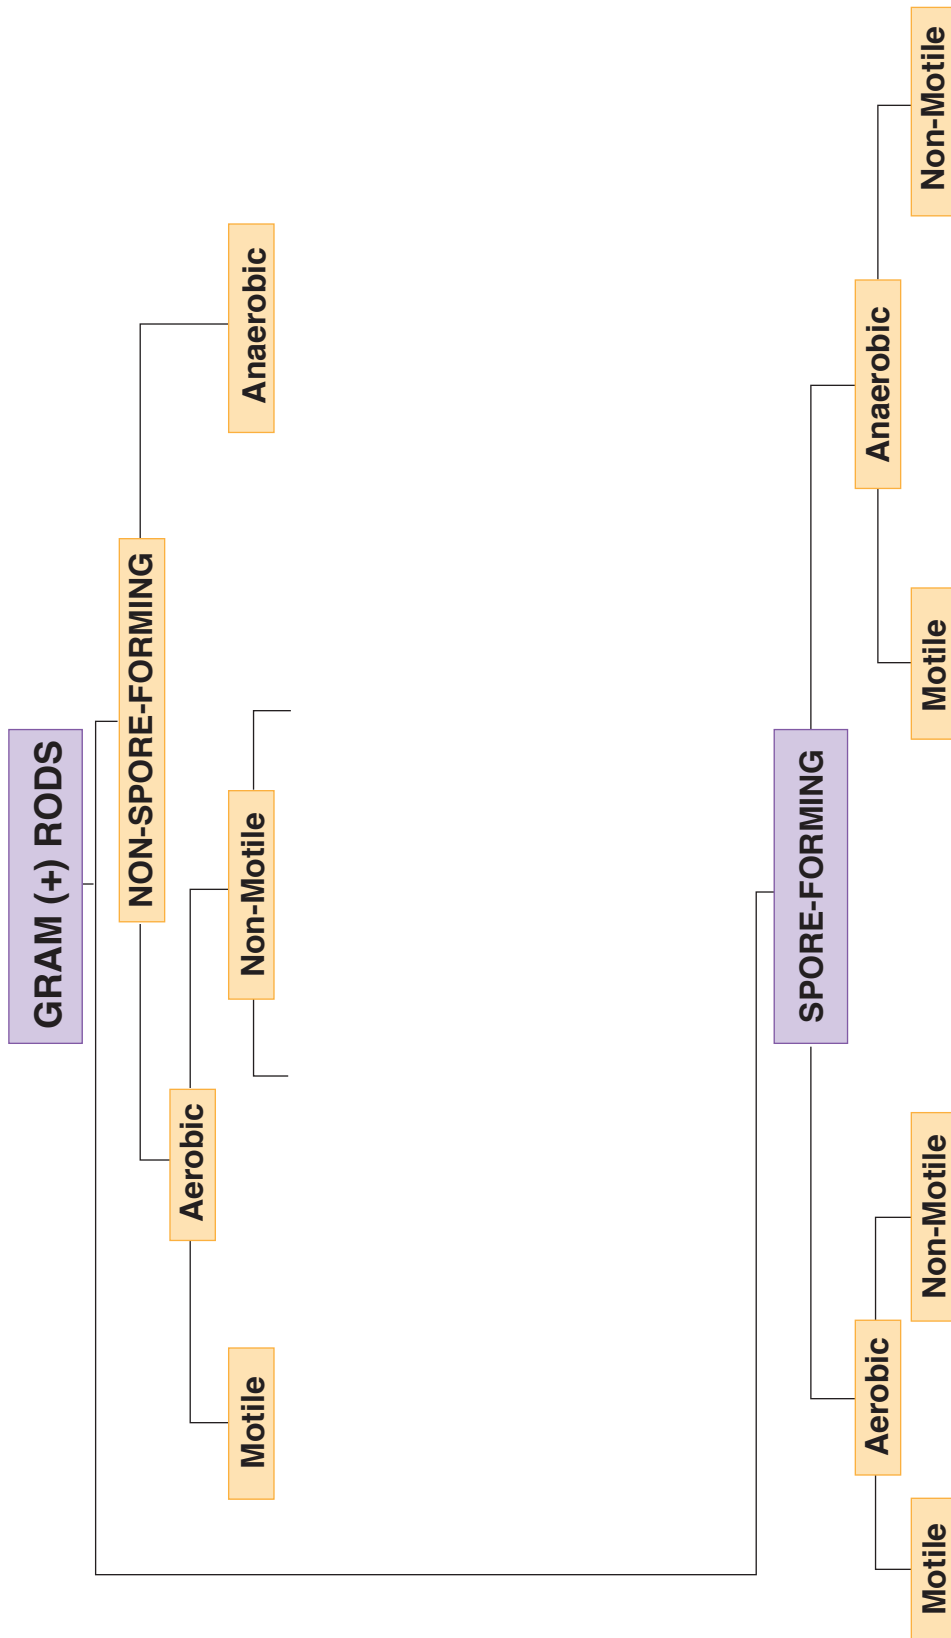 GRAM (+) RODS
NON-SPORE-FORMING
Aerobic
Anaerobic
Motile
Non-Motile
SPORE-FORMING
Aerobic
Anaerobic
Motile
Non-Motile
Motile
Non-Motile